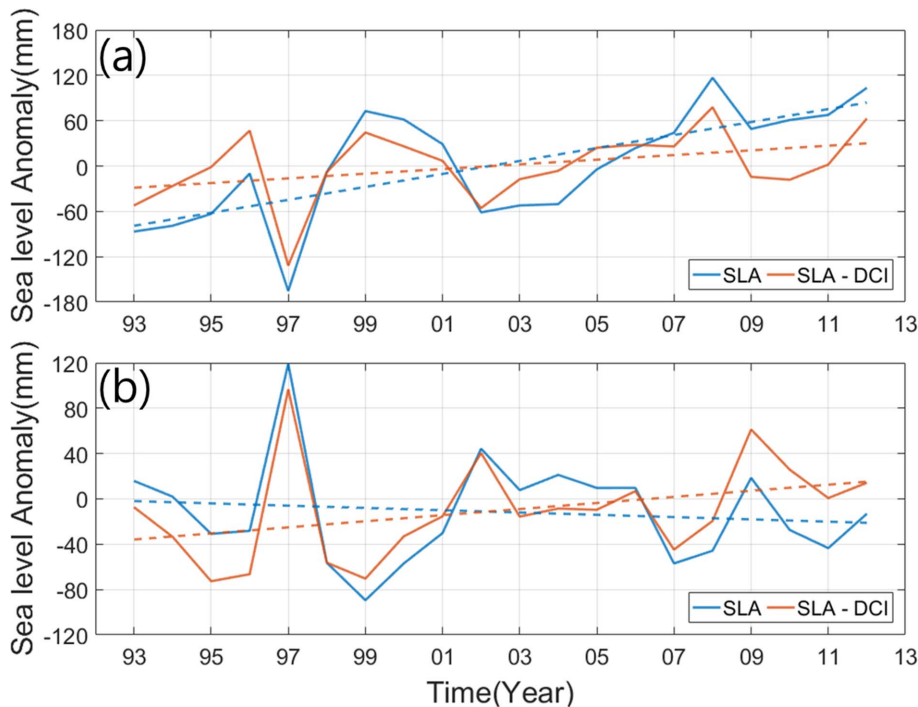 (a)
Sea level Anomaly(mm)
180
120
60
0
-60
-120
-180
SLA SLA - DCI
93 95 97 99 01 03 05 07 09 11 13
(b)
Sea level Anomaly(mm)
120
80
40
0
-40
-80
-120
SLA SLA - DCI
93 95 97 99 01 03 05 07 09 11 13
Time(Year)